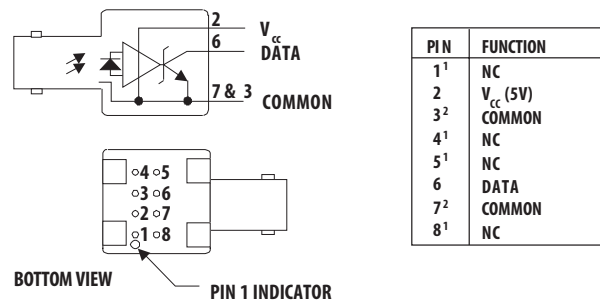 2
V cc
6
DATA
7 & 3
COMMON
4 5
3 6
2 7
1 8
BOTTOM VIEW
PIN 1 INDICATOR
PIN FUNCTION
1¹ NC
2 Vcc (5V)
3² COMMON
4¹ NC
5¹ NC
6 DATA
7² COMMON
8¹ NC